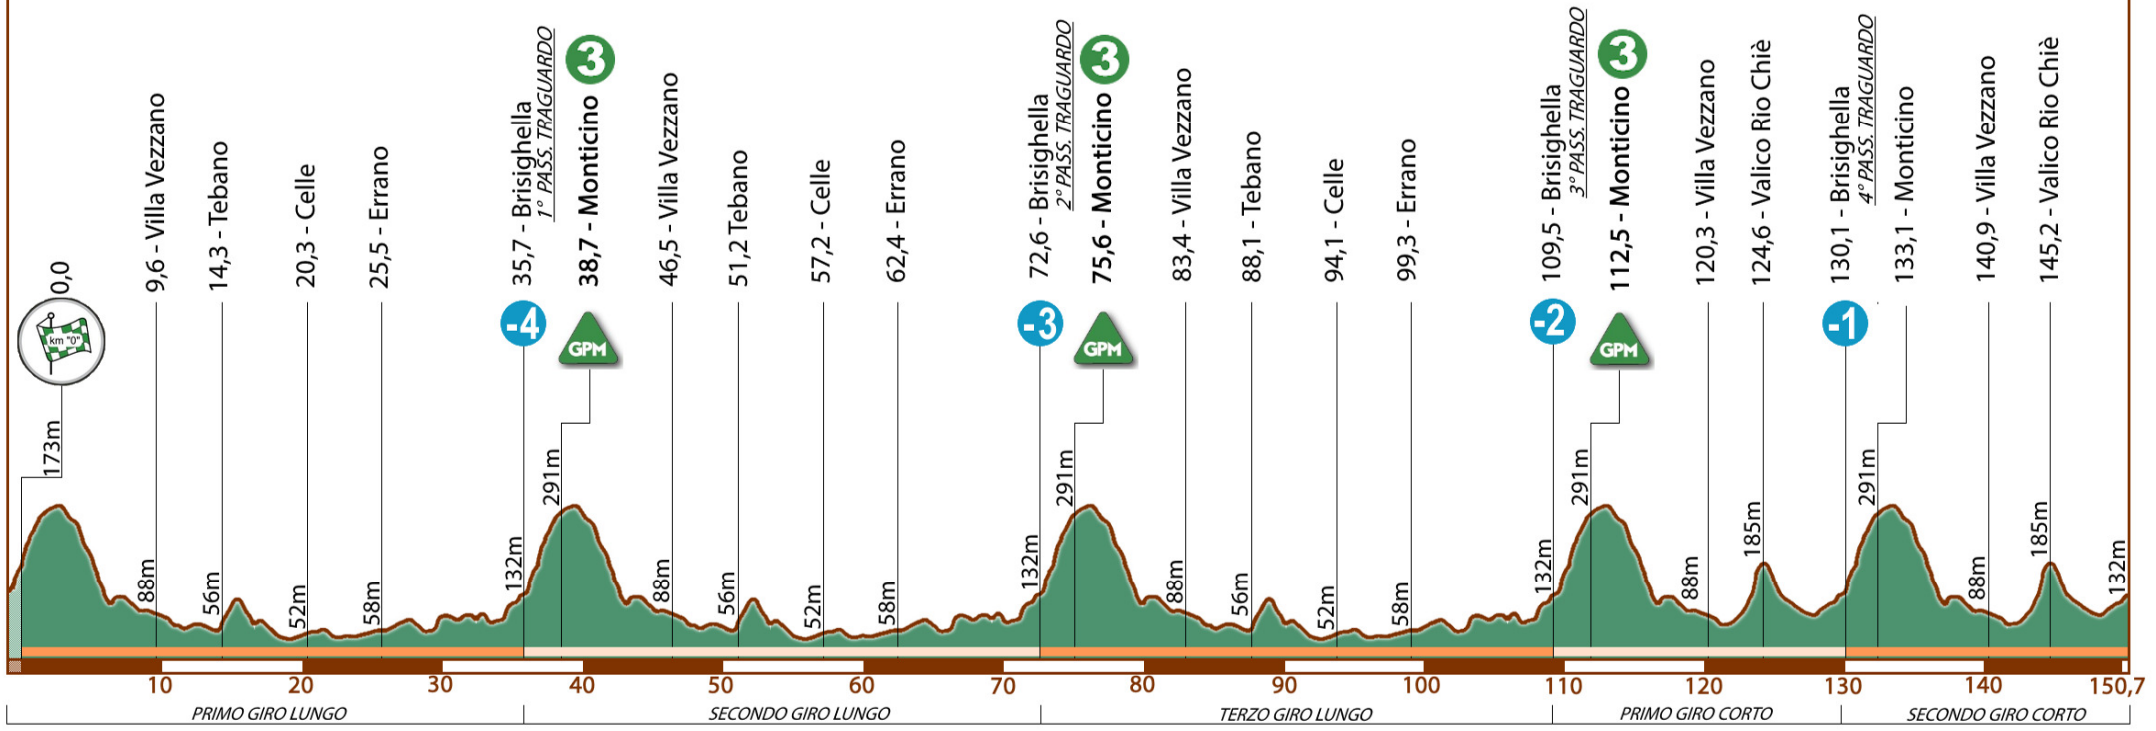 0,0
km "0"
173m
9,6 - Villa Vezzano
88m
14,3 - Tebano
56m
20,3 - Celle
52m
25,5 - Errano
58m
35,7 - Brisighella
1° PASS. TRAGUARDO
-4
132m
3
38,7 - Monticino
GPM
291m
46,5 - Villa Vezzano
88m
51,2 Tebano
56m
57,2 - Celle
52m
62,4 - Errano
58m
72,6 - Brisighella
2° PASS. TRAGUARDO
-3
132m
3
75,6 - Monticino
GPM
291m
83,4 - Villa Vezzano
88m
88,1 - Tebano
56m
94,1 - Celle
52m
99,3 - Errano
58m
109,5 - Brisighella
3° PASS. TRAGUARDO
-2
132m
3
112,5 - Monticino
GPM
291m
120,3 - Villa Vezzano
88m
124,6 - Valico Rio Chiè
185m
130,1 - Brisighella
4° PASS. TRAGUARDO
-1
133,1 - Monticino
291m
140,9 - Villa Vezzano
88m
145,2 - Valico Rio Chiè
185m
132m
10 20 30 40 50 60 70 80 90 100 110 120 130 140 150,7
PRIMO GIRO LUNGO SECONDO GIRO LUNGO TERZO GIRO LUNGO PRIMO GIRO CORTO SECONDO GIRO CORTO